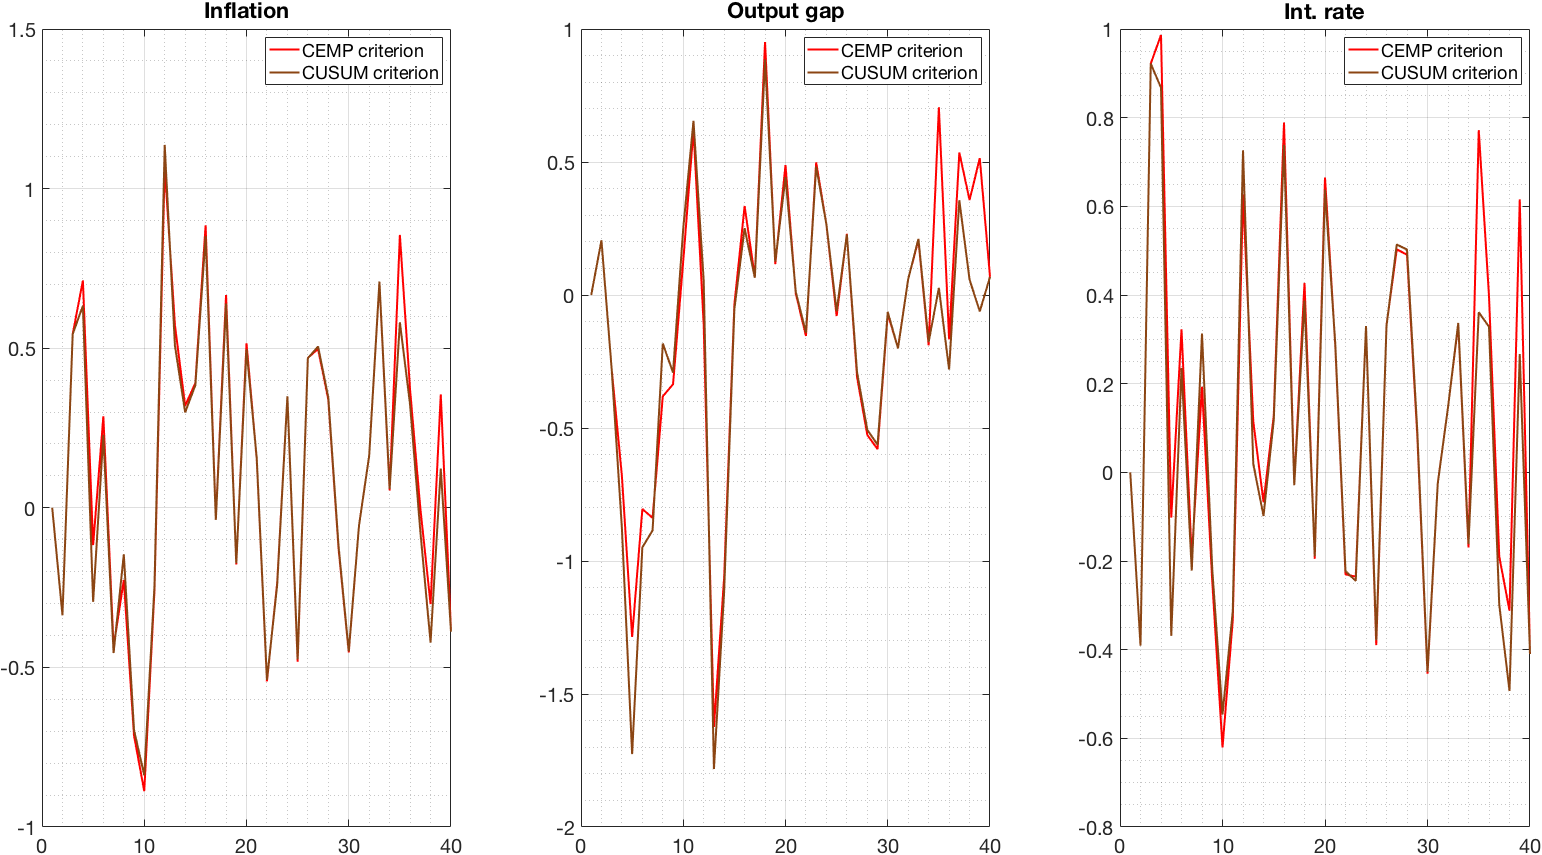 Inflation
CEMP criterion
CUSUM criterion
1.5
1
0.5
0
-0.5
-1
0 10 20 30 40
Output gap
CEMP criterion
CUSUM criterion
1
0.5
0
-0.5
-1
-1.5
-2
0 10 20 30 40
Int. rate
CEMP criterion
CUSUM criterion
1
0.8
0.6
0.4
0.2
0
-0.2
-0.4
-0.6
-0.8
0 10 20 30 40